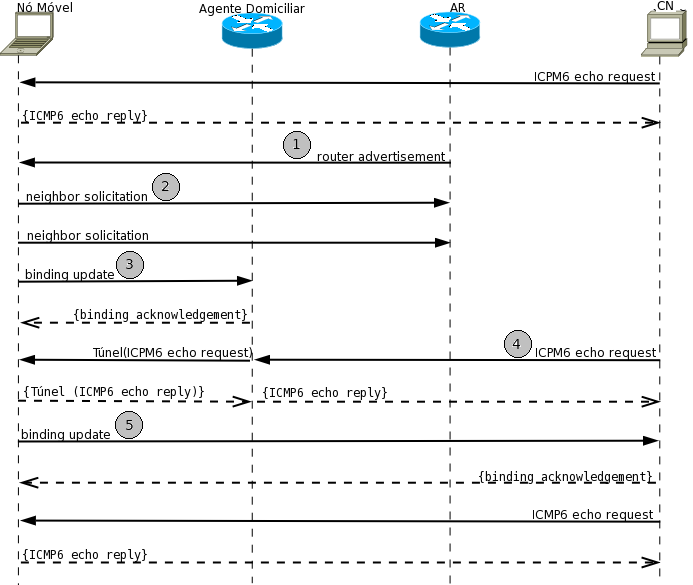 Nó Móvel
Agente Domiciliar
AR
CN
ICPM6 echo request
{ICMP6 echo reply}
1
router advertisement
2
neighbor solicitation
neighbor solicitation
3
binding update
{binding acknowledgement}
4
Túnel(ICPM6 echo request)
ICPM6 echo request
{Túnel (ICMP6 echo reply)}
{ICMP6 echo reply}
5
binding update
{binding acknowledgement}
ICMP6 echo request
{ICMP6 echo reply}